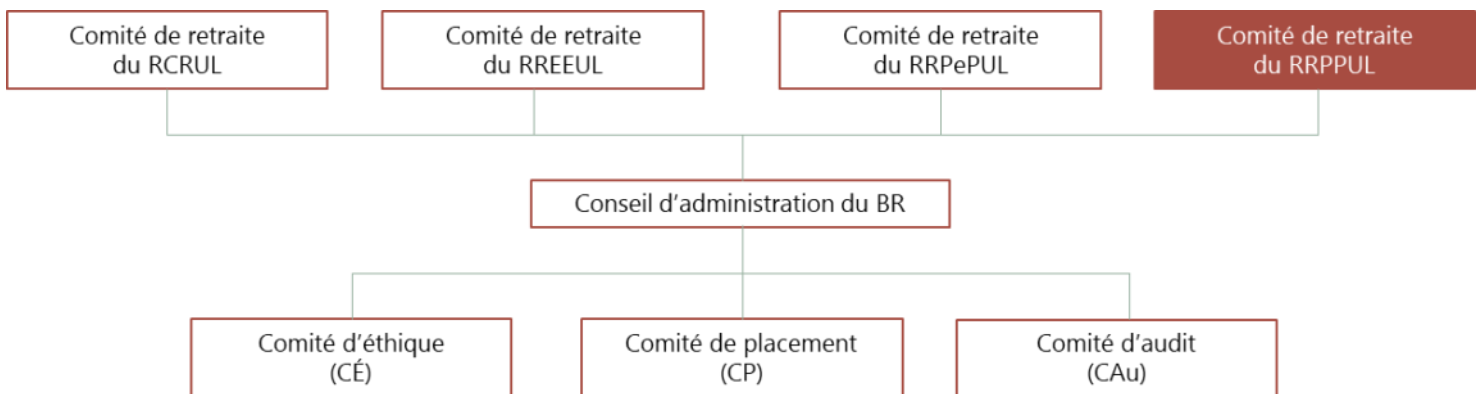 Comité de retraite
du RCRUL
Comité de retraite
du RREEUL
Comité de retraite
du RRPePUL
Comité de retraite
du RRPPUL
Conseil d'administration du BR
Comité d'éthique
(CÉ)
Comité de placement
(CP)
Comité d'audit
(CAu)